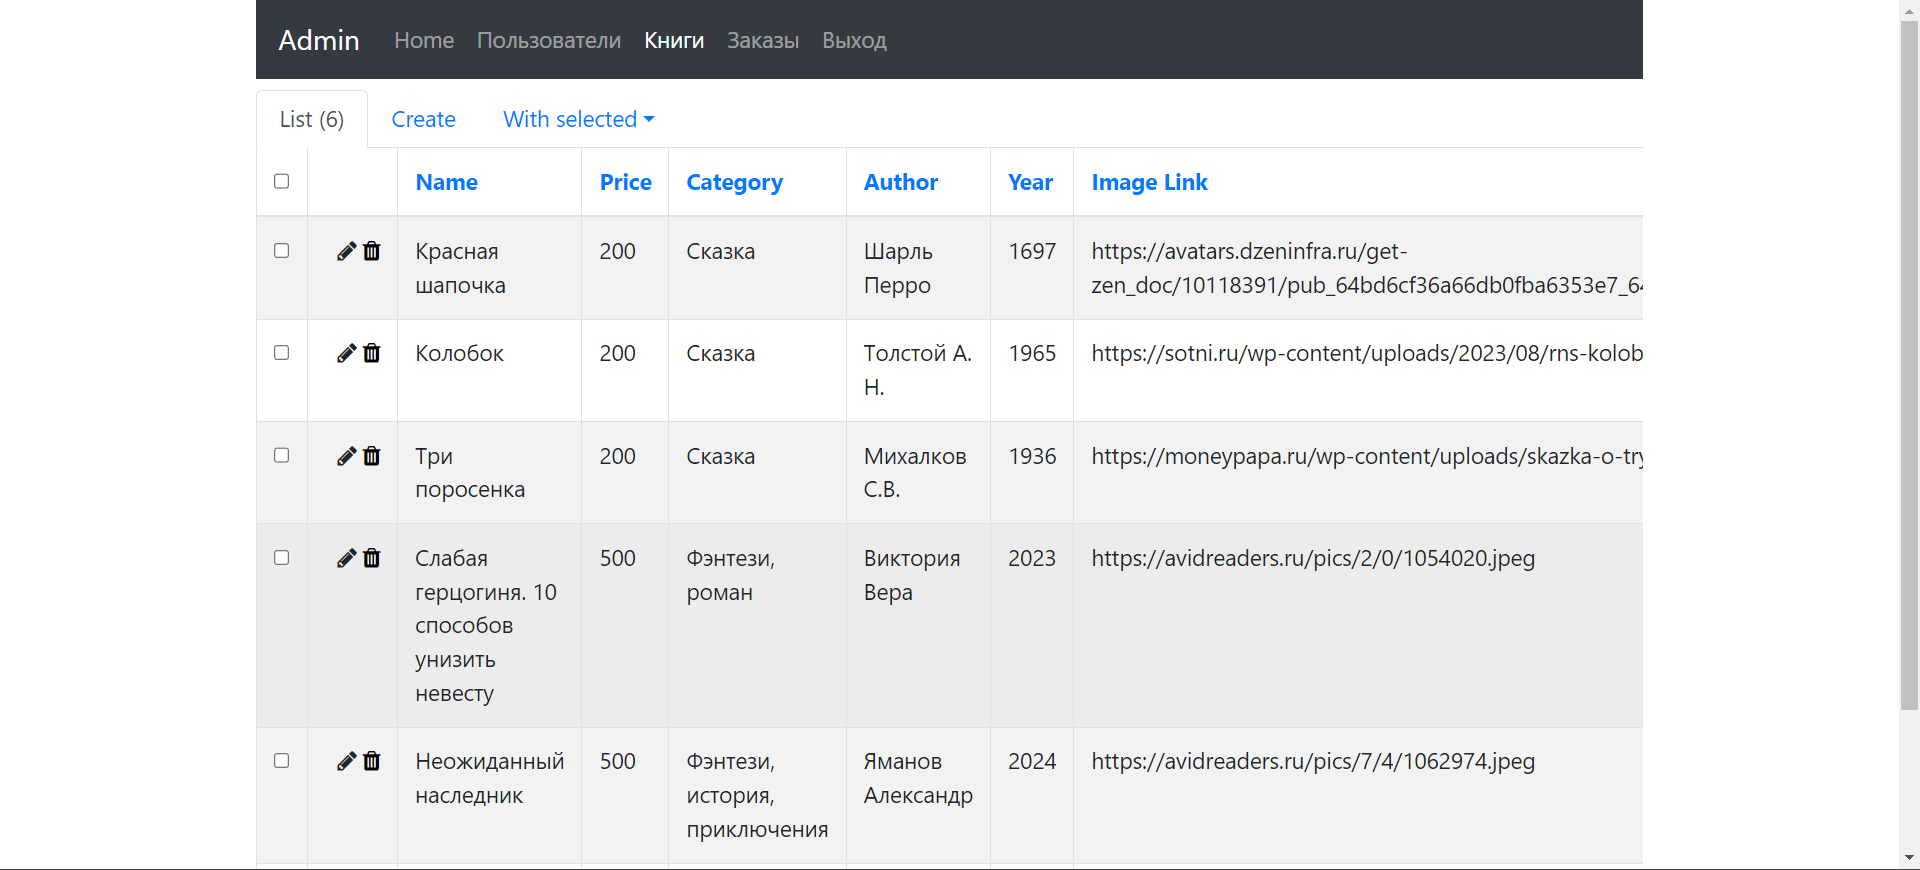 Admin Home Пользователи Книги Заказы Выход
List (6) Create With selected
Name Price Category Author Year Image Link
Красная 200 Сказка Шарль 1697 https://avatars.dzeninfra.ru/get-
шапочка Перро zen_doc/10118391/pub_64bd6cf36a66db0fba6353e7_64
Колобок 200 Сказка Толстой А. 1965 https://sotni.ru/wp-content/uploads/2023/08/rns-kolob
Н.
Три 200 Сказка Михалков 1936 https://moneypapa.ru/wp-content/uploads/skazka-o-try
поросенка С.В.
Слабая 500 Фэнтези, Виктория 2023 https://avidreaders.ru/pics/2/0/1054020.jpeg
герцогиня. 10 роман Вера
способов
унизить
невесту
Неожиданный 500 Фэнтези, Яманов 2024 https://avidreaders.ru/pics/7/4/1062974.jpeg
наследник история, Александр
приключения